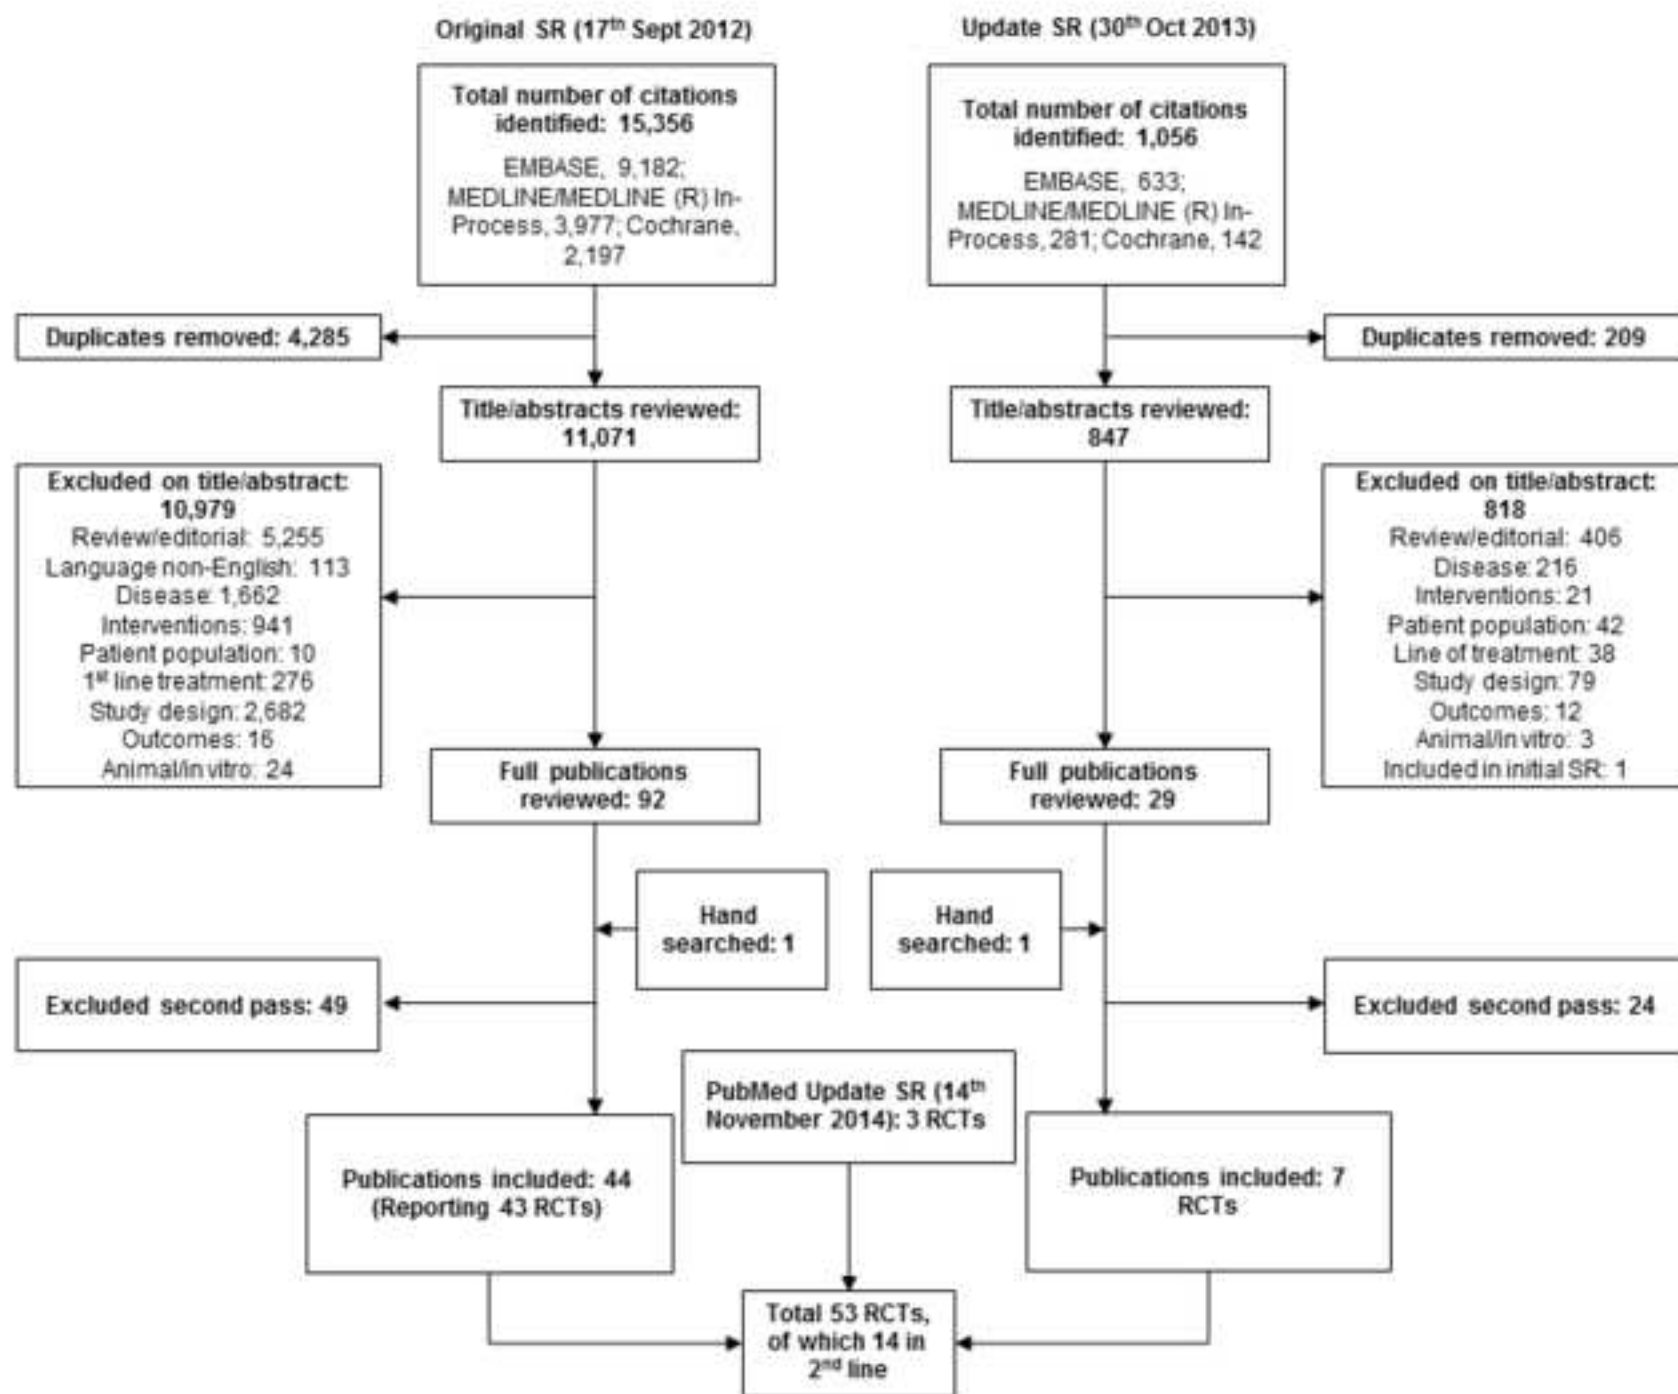 Original SR (17th Sept 2012)
Total number of citations
identified: 15,356
EMBASE, 9,182;
MEDLINE/MEDLINE (R) In-
Process, 3,977; Cochrane,
2,197
Duplicates removed: 4,285
Title/abstracts reviewed:
11,071
Excluded on title/abstract:
10,979
Review/editorial: 5,255
Language non-English: 113
Disease: 1,662
Interventions: 941
Patient population: 10
1st line treatment: 276
Study design: 2,682
Outcomes: 16
Animal/in vitro: 24
Full publications
reviewed: 92
Hand
searched: 1
Excluded second pass: 49
Publications included: 44
(Reporting 43 RCTs)
Update SR (30th Oct 2013)
Total number of citations
identified: 1,056
EMBASE, 633;
MEDLINE/MEDLINE (R) In-
Process, 281; Cochrane, 142
Duplicates removed: 209
Title/abstracts reviewed:
847
Excluded on title/abstract:
818
Review/editorial: 406
Disease: 216
Interventions: 21
Patient population: 42
Line of treatment: 38
Study design: 79
Outcomes: 12
Animal/in vitro: 3
Included in initial SR: 1
Full publications
reviewed: 29
Hand
searched: 1
Excluded second pass: 24
Publications included: 7
RCTs
PubMed Update SR (14th
November 2014): 3 RCTs
Total 53 RCTs,
of which 14 in
2nd line